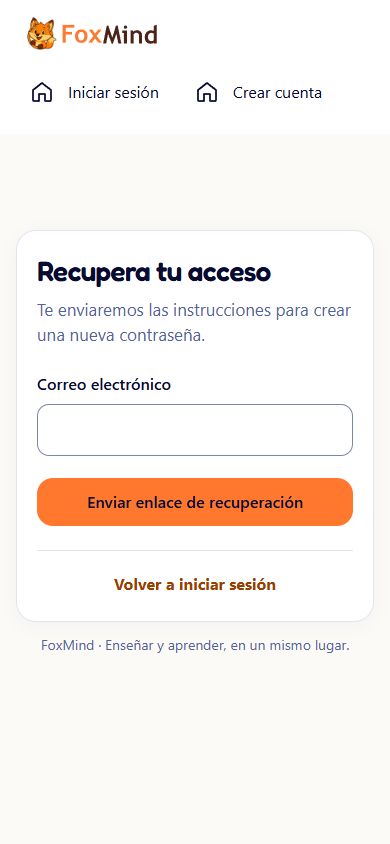 FoxMind
Iniciar sesión
Crear cuenta
Recupera tu acceso
Te enviaremos las instrucciones para crear
una nueva contraseña.
Correo electrónico
Enviar enlace de recuperación
Volver a iniciar sesión
FoxMind · Enseñar y aprender, en un mismo lugar.